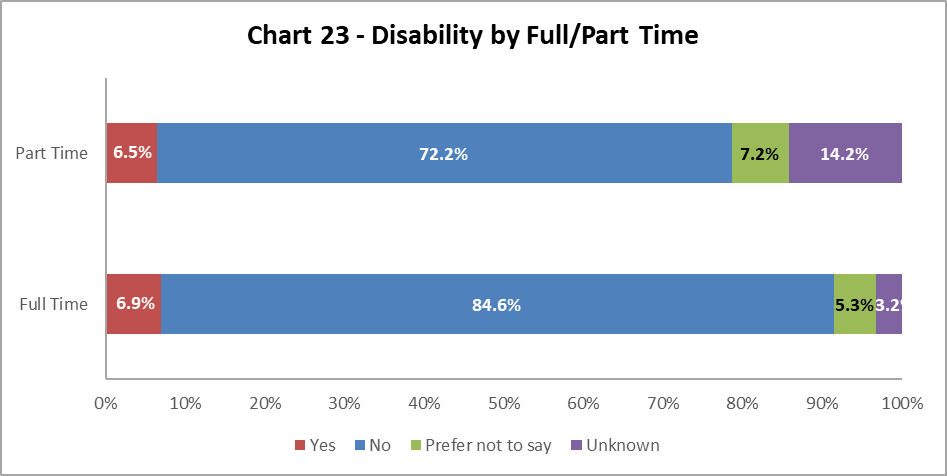 Chart 23 - Disability by Full/Part Time
Part Time 6.5% 72.2% 7.2% 14.2%
Full Time 6.9% 84.6% 5.3% 3.2%
0% 10% 20% 30% 40% 50% 60% 70% 80% 90% 100%
Yes No Prefer not to say Unknown